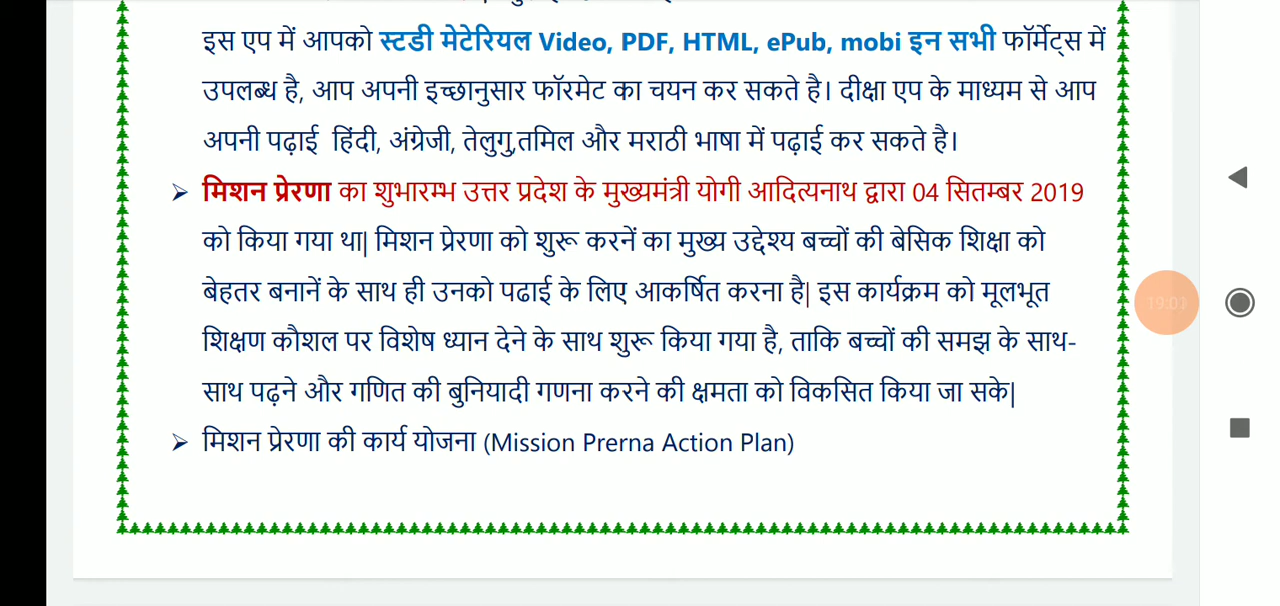 इस एप में आपको स्टडी मेटेरियल Video, PDF, HTML, ePub, mobi इन सभी फॉर्मेट्स में
उपलब्ध है, आप अपनी इच्छानुसार फॉरमेट का चयन कर सकते है। दीक्षा एप के माध्यम से आप
अपनी पढ़ाई हिंदी, अंग्रेजी, तेलुगु,तमिल और मराठी भाषा में पढ़ाई कर सकते है।
➢ मिशन प्रेरणा का शुभारम्भ उत्तर प्रदेश के मुख्यमंत्री योगी आदित्यनाथ द्वारा 04 सितम्बर 2019
को किया गया था| मिशन प्रेरणा को शुरू करनें का मुख्य उद्देश्य बच्चों की बेसिक शिक्षा को
बेहतर बनानें के साथ ही उनको पढाई के लिए आकर्षित करना है| इस कार्यक्रम को मूलभूत
शिक्षण कौशल पर विशेष ध्यान देने के साथ शुरू किया गया है, ताकि बच्चों की समझ के साथ-
साथ पढ़ने और गणित की बुनियादी गणना करने की क्षमता को विकसित किया जा सके|
➢ मिशन प्रेरणा की कार्य योजना (Mission Prerna Action Plan)